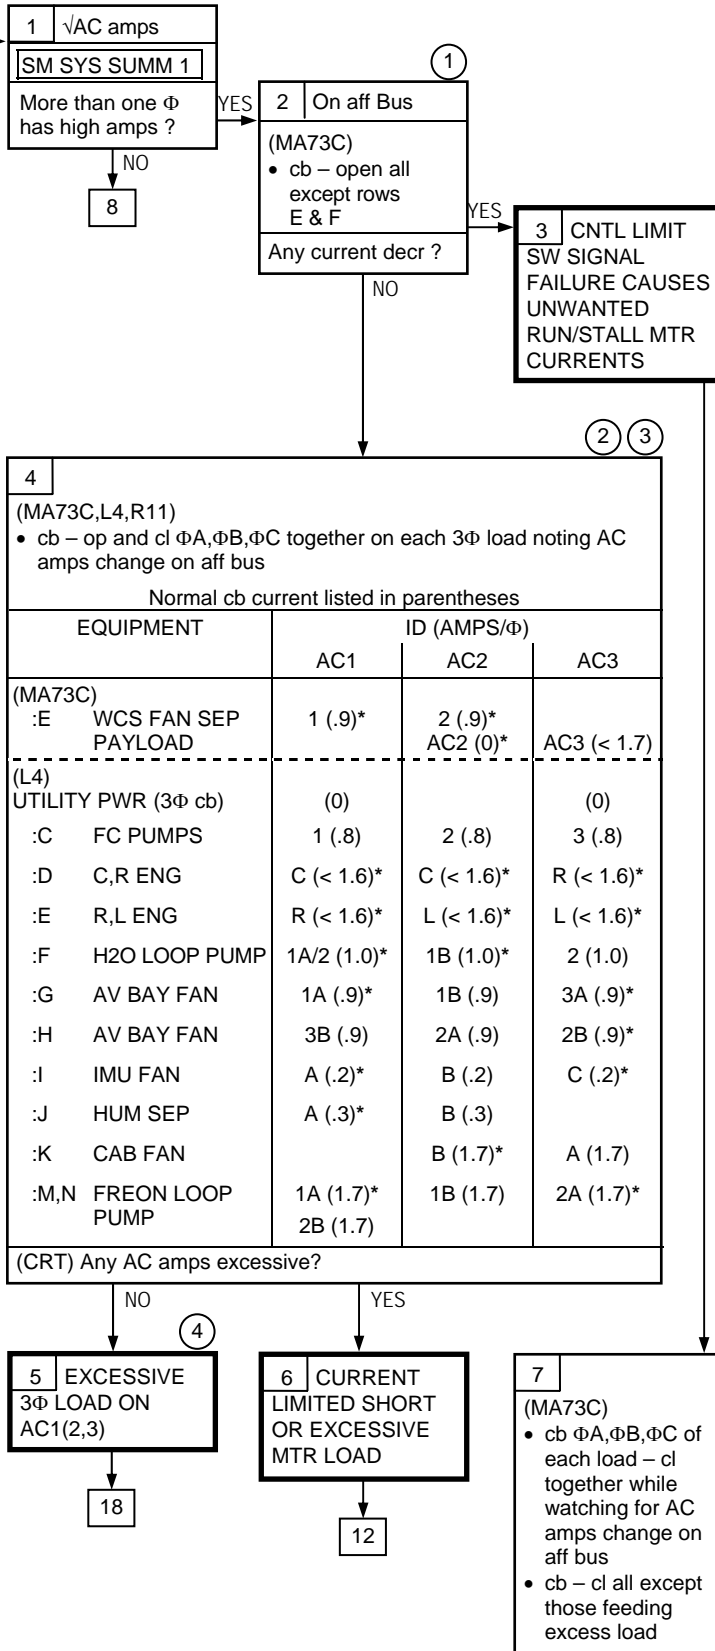 1 √AC amps
SM SYS SUMM 1
More than one Φ
has high amps ?
YES
NO
8
1
2 On aff Bus
(MA73C)
• cb – open all
except rows
E & F
Any current decr ?
YES
NO
3 CNTL LIMIT
SW SIGNAL
FAILURE CAUSES
UNWANTED
RUN/STALL MTR
CURRENTS
2 3
4
(MA73C,L4,R11)
• cb – op and cl ΦA,ΦB,ΦC together on each 3Φ load noting AC
amps change on aff bus
Normal cb current listed in parentheses
EQUIPMENT ID (AMPS/Φ)
AC1 AC2 AC3
(MA73C)
:E WCS FAN SEP 1 (.9)* 2 (.9)*
PAYLOAD AC2 (0)* AC3 (< 1.7)
(L4)
UTILITY PWR (3Φ cb) (0) (0)
:C FC PUMPS 1 (.8) 2 (.8) 3 (.8)
:D C,R ENG C (< 1.6)* C (< 1.6)* R (< 1.6)*
:E R,L ENG R (< 1.6)* L (< 1.6)* L (< 1.6)*
:F H2O LOOP PUMP 1A/2 (1.0)* 1B (1.0)* 2 (1.0)
:G AV BAY FAN 1A (.9)* 1B (.9) 3A (.9)*
:H AV BAY FAN 3B (.9) 2A (.9) 2B (.9)*
:I IMU FAN A (.2)* B (.2) C (.2)*
:J HUM SEP A (.3)* B (.3)
:K CAB FAN B (1.7)* A (1.7)
:M,N FREON LOOP 1A (1.7)* 1B (1.7) 2A (1.7)*
PUMP 2B (1.7)
(CRT) Any AC amps excessive?
NO
YES
4
5 EXCESSIVE
3Φ LOAD ON
AC1(2,3)
18
6 CURRENT
LIMITED SHORT
OR EXCESSIVE
MTR LOAD
12
7
(MA73C)
• cb ΦA,ΦB,ΦC of
each load – cl
together while
watching for AC
amps change on
aff bus
• cb – cl all except
those feeding
excess load